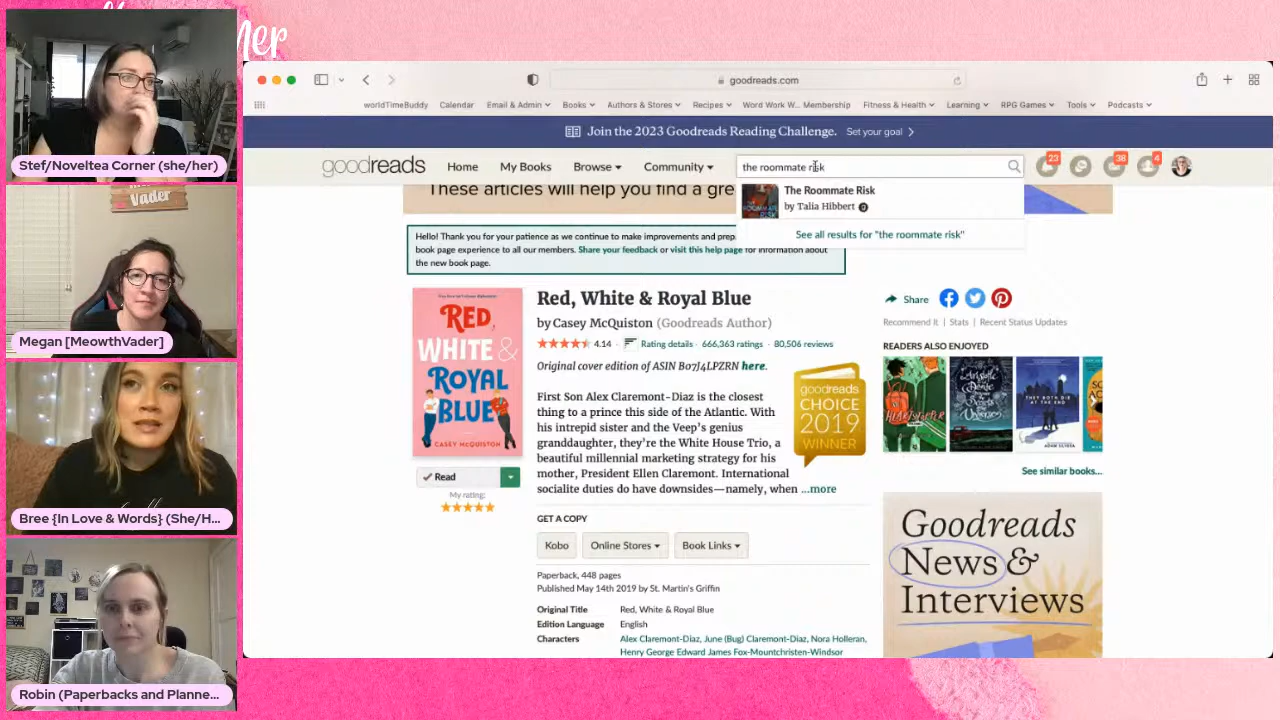 Vader
Stef/Noveltea Corner (she/her)
Megan [MeowthVader]
Bree {In Love & Words} (She/H...
Robin (Paperbacks and Planne...
goodreads.com
worldTimeBuddy Calendar Email & Admin Books Authors & Stores Recipes Word Work W... Membership Fitness & Health Learning RPG Games Tools Podcasts
Join the 2023 Goodreads Reading Challenge. Set your goal
goodreads Home My Books Browse Community the roommate risk 23 38 4
The Roommate Risk
by Talia Hibbert
See all results for "the roommate risk"
These articles will help you find a gre
Hello! Thank you for your patience as we continue to make improvements and prep
book page experience to all our members. Share your feedback or visit this help page for information about
the new book page.
RED
WHITE &
ROYAL
BLUE
CASEY McQUISTON
Read
My rating:
Red, White & Royal Blue
by Casey McQuiston (Goodreads Author)
4.14 · Rating details · 666,363 ratings · 80,506 reviews
Original cover edition of ASIN B07J4LPZRN here.
First Son Alex Claremont-Diaz is the closest
thing to a prince this side of the Atlantic. With
his intrepid sister and the Veep's genius
granddaughter, they're the White House Trio, a
beautiful millennial marketing strategy for his
mother, President Ellen Claremont. International
socialite duties do have downsides—namely, when ...more
goodreads
CHOICE
2019
WINNER
GET A COPY
Kobo Online Stores Book Links
Paperback, 448 pages
Published May 14th 2019 by St. Martin's Griffin
Original Title Red, White & Royal Blue
Edition Language English
Characters Alex Claremont-Diaz, June (Bug) Claremont-Diaz, Nora Holleran,
Henry George Edward James Fox-Mountchristen-Windsor
Share
Recommend It | Stats | Recent Status Updates
READERS ALSO ENJOYED
HEARTSTOPPER
THEY BOTH DIE
AT THE END
See similar books...
Goodreads
News &
Interviews